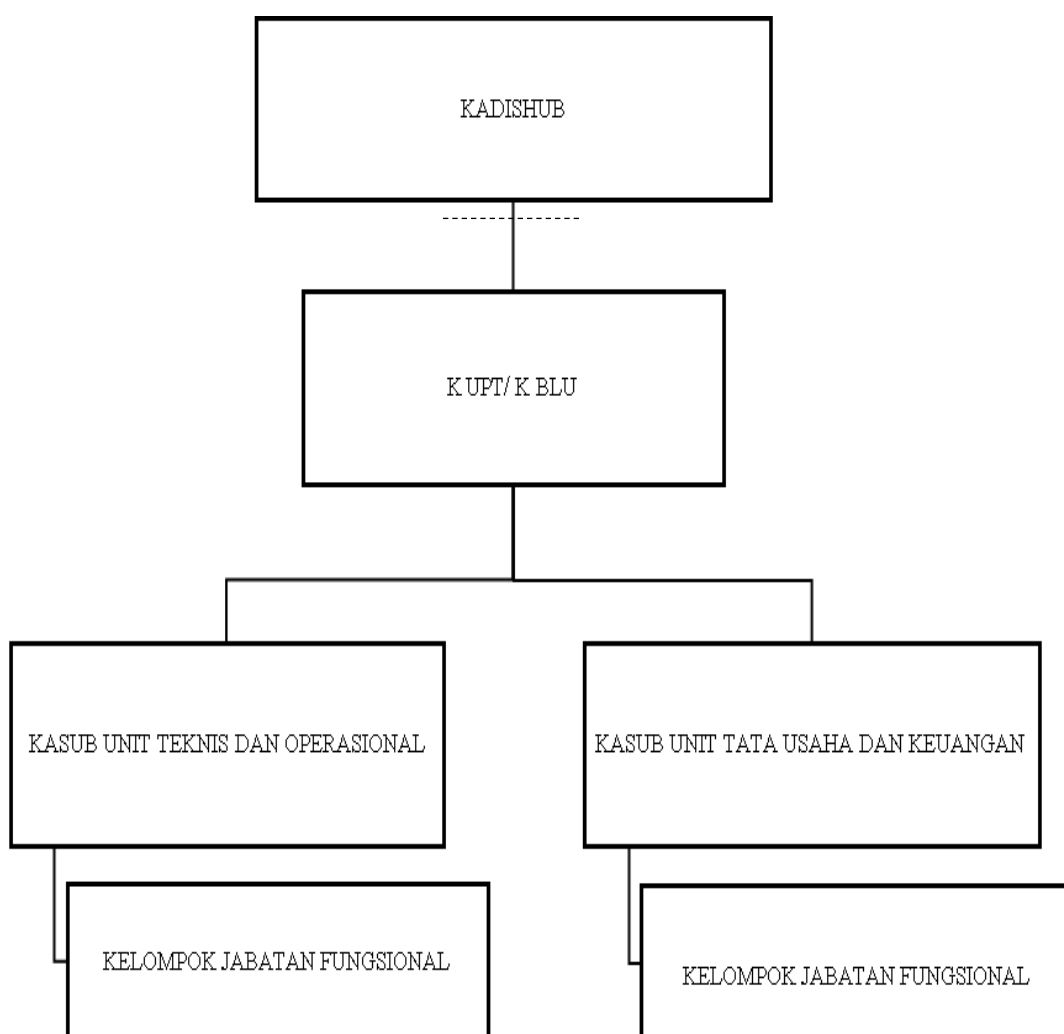 KADISHUB
K UPT/ K BLU
KASUB UNIT TEKNIS DAN OPERASIONAL
KASUB UNIT TATA USAHA DAN KEUANGAN
KELOMPOK JABATAN FUNGSIONAL
KELOMPOK JABATAN FUNGSIONAL